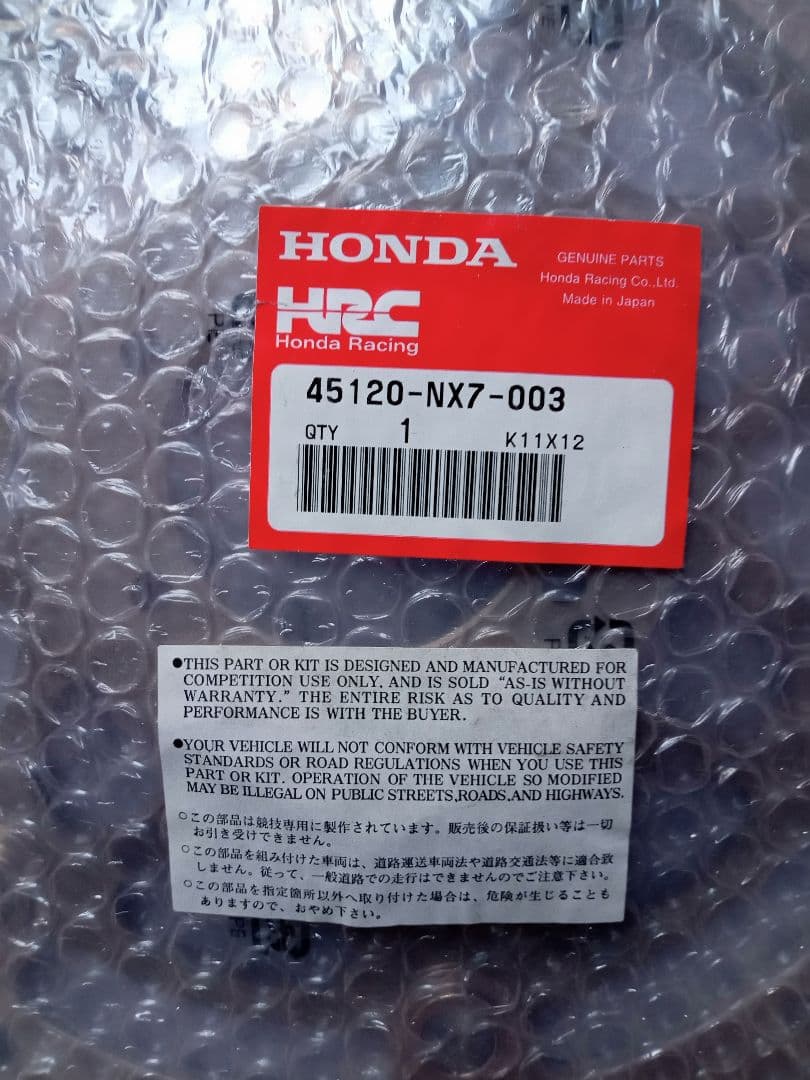 HONDA
GENUINE PARTS
Honda Racing Co.,Ltd.
Made in Japan
HRC
Honda Racing
45120-NX7-003
QTY 1 K11X12
●THIS PART OR KIT IS DESIGNED AND MANUFACTURED FOR
COMPETITION USE ONLY, AND IS SOLD “AS-IS WITHOUT
WARRANTY.” THE ENTIRE RISK AS TO QUALITY AND
PERFORMANCE IS WITH THE BUYER.
●YOUR VEHICLE WILL NOT CONFORM WITH VEHICLE SAFETY
STANDARDS OR ROAD REGULATIONS WHEN YOU USE THIS
PART OR KIT. OPERATION OF THE VEHICLE SO MODIFIED
MAY BE ILLEGAL ON PUBLIC STREETS,ROADS,AND HIGHWAYS.
○この部品は競技専用に製作されています。販売後の保証扱い等は一切
お引き受けできません。
○この部品を組み付けた車両は、道路運送車両法や道路交通法等に適合致
しません。従って、一般道路での走行はできませんのでご注意下さい。
○この部品を指定箇所以外へ取り付けた場合は、危険が生じることも
ありますので、おやめ下さい。